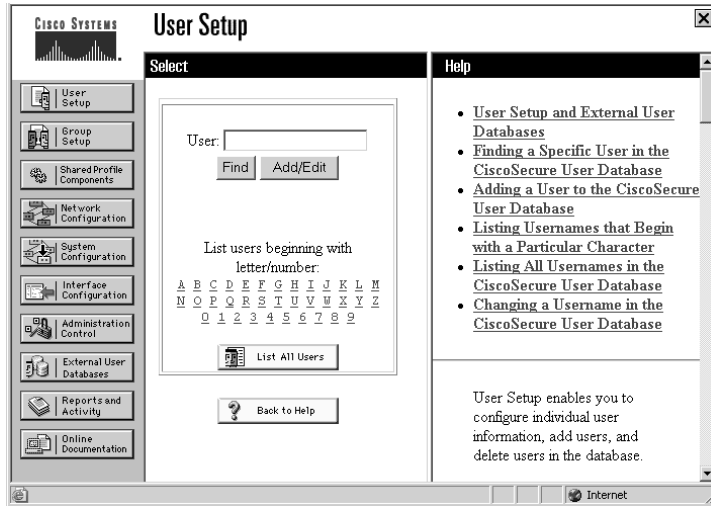 CISCO SYSTEMS
User Setup
User
Setup
Group
Setup
Shared Profile
Components
Network
Configuration
System
Configuration
Interface
Configuration
Administration
Control
External User
Databases
Reports and
Activity
Online
Documentation
Select
User:
Find Add/Edit
List users beginning with
letter/number:
A B C D E F G H I J K L M
N O P Q R S T U V W X Y Z
0 1 2 3 4 5 6 7 8 9
List All Users
Back to Help
Help
User Setup and External User
Databases
Finding a Specific User in the
CiscoSecure User Database
Adding a User to the CiscoSecure
User Database
Listing Usernames that Begin
with a Particular Character
Listing All Usernames in the
CiscoSecure User Database
Changing a Username in the
CiscoSecure User Database
User Setup enables you to
configure individual user
information, add users, and
delete users in the database.
Internet